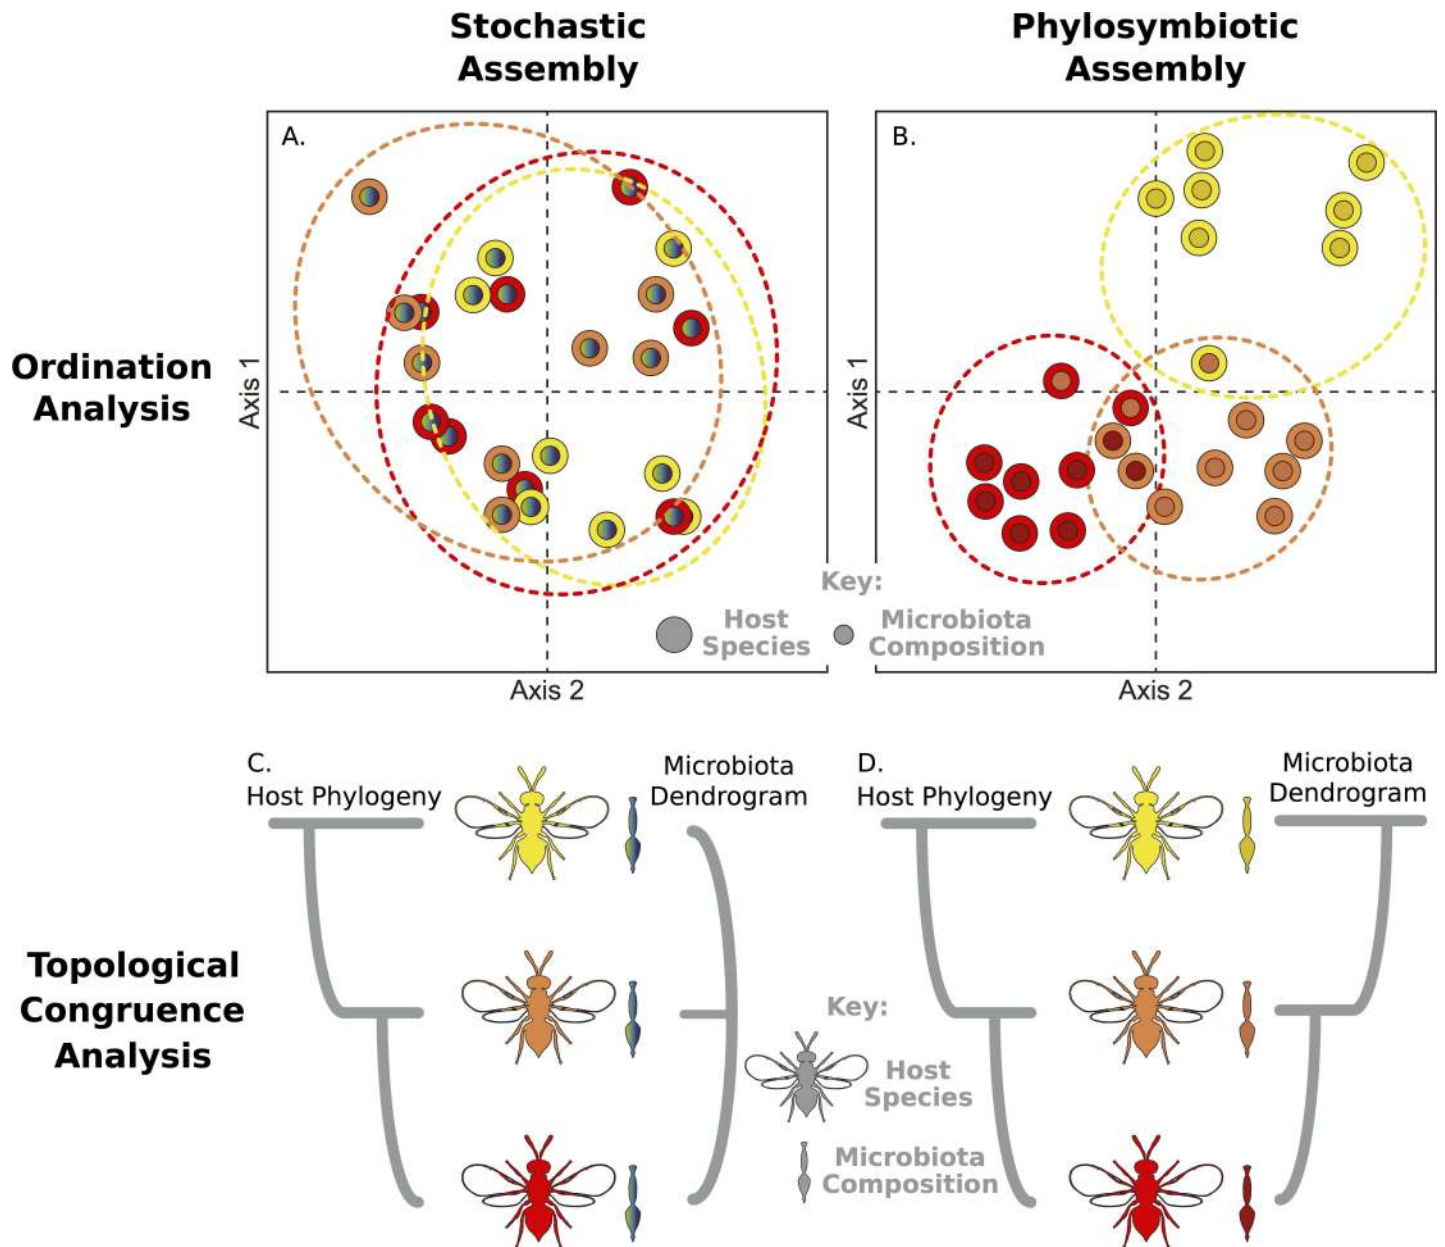 Stochastic
Assembly
Phylosymbiotic
Assembly
Ordination
Analysis
A.
Axis 1
Axis 2
B.
Axis 1
Axis 2
Key:
Host
Species
Microbiota
Composition
Topological
Congruence
Analysis
C.
Host Phylogeny
Microbiota
Dendrogram
D.
Host Phylogeny
Microbiota
Dendrogram
Key:
Host
Species
Microbiota
Composition